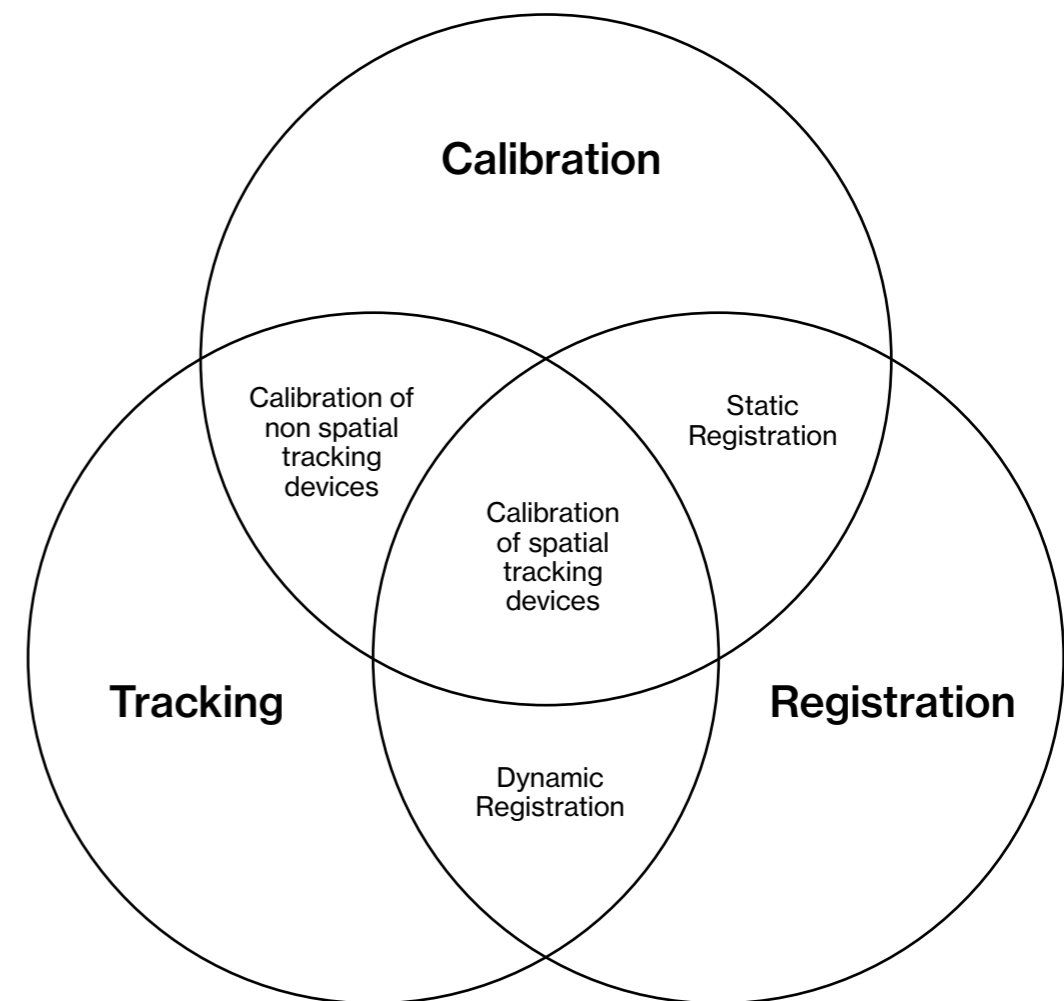 Calibration
Calibration of
non spatial
tracking
devices
Static
Registration
Calibration
of spatial
tracking
devices
Tracking
Registration
Dynamic
Registration